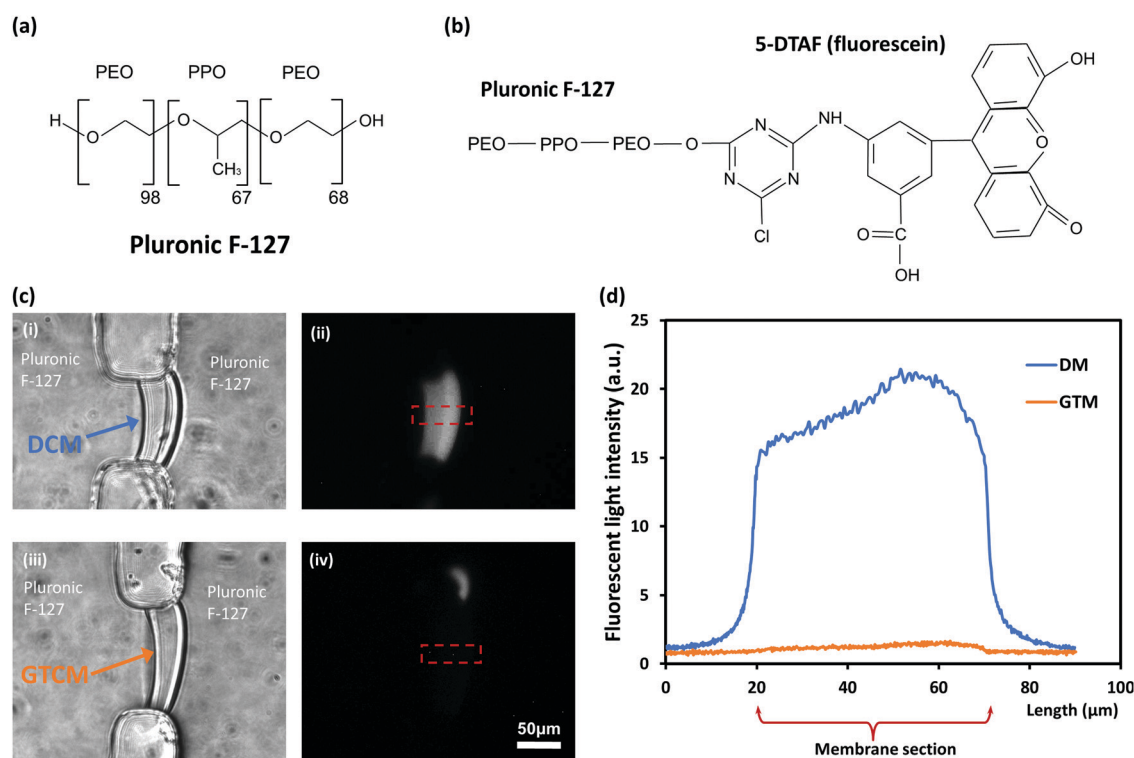 (a)
PEO PPO PEO
H O O O OH
CH₃
98 67 68
Pluronic F-127
(b)
5-DTAF (fluorescein)
Pluronic F-127
OH
PEO PPO PEO O N NH O
N N
Cl O C O
OH
(c)
(i)
Pluronic
F-127
Pluronic
F-127
DCM
(ii)
(iii)
Pluronic
F-127
Pluronic
F-127
GTCM
(iv)
50µm
(d)
Fluorescent light intensity (a.u.)
25
20
15
10
5
0
DM
GTM
0 20 40 60 80 100
Length (µm)
Membrane section